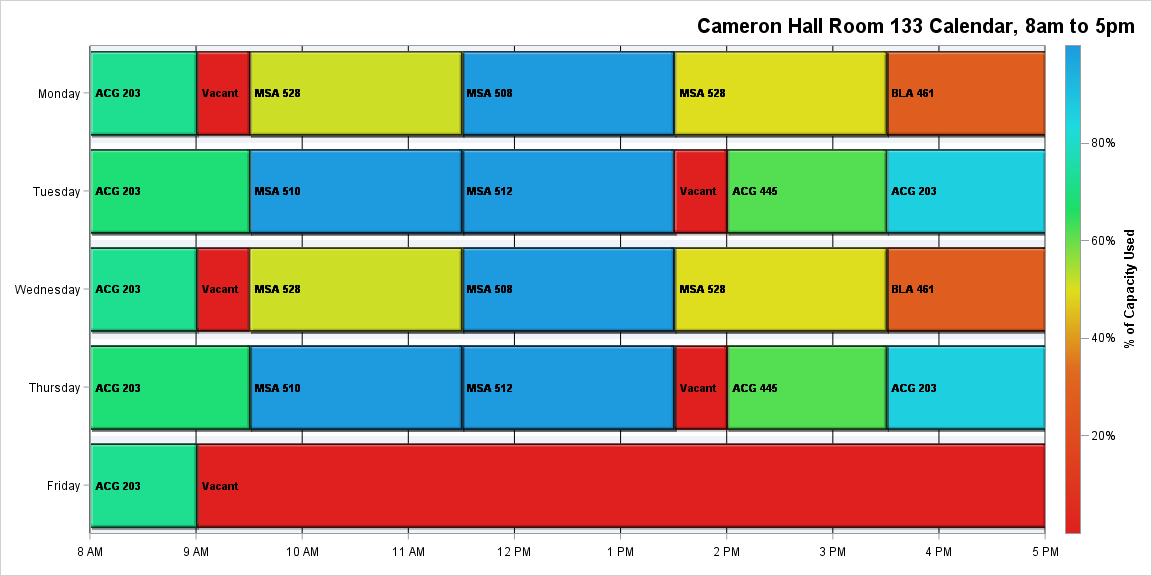 Cameron Hall Room 133 Calendar, 8am to 5pm
Monday
ACG 203
Vacant
MSA 528
MSA 508
MSA 528
BLA 461
Tuesday
ACG 203
MSA 510
MSA 512
Vacant
ACG 445
ACG 203
Wednesday
ACG 203
Vacant
MSA 528
MSA 508
MSA 528
BLA 461
Thursday
ACG 203
MSA 510
MSA 512
Vacant
ACG 445
ACG 203
Friday
ACG 203
Vacant
8 AM
9 AM
10 AM
11 AM
12 PM
1 PM
2 PM
3 PM
4 PM
5 PM
80%
60%
40%
20%
% of Capacity Used